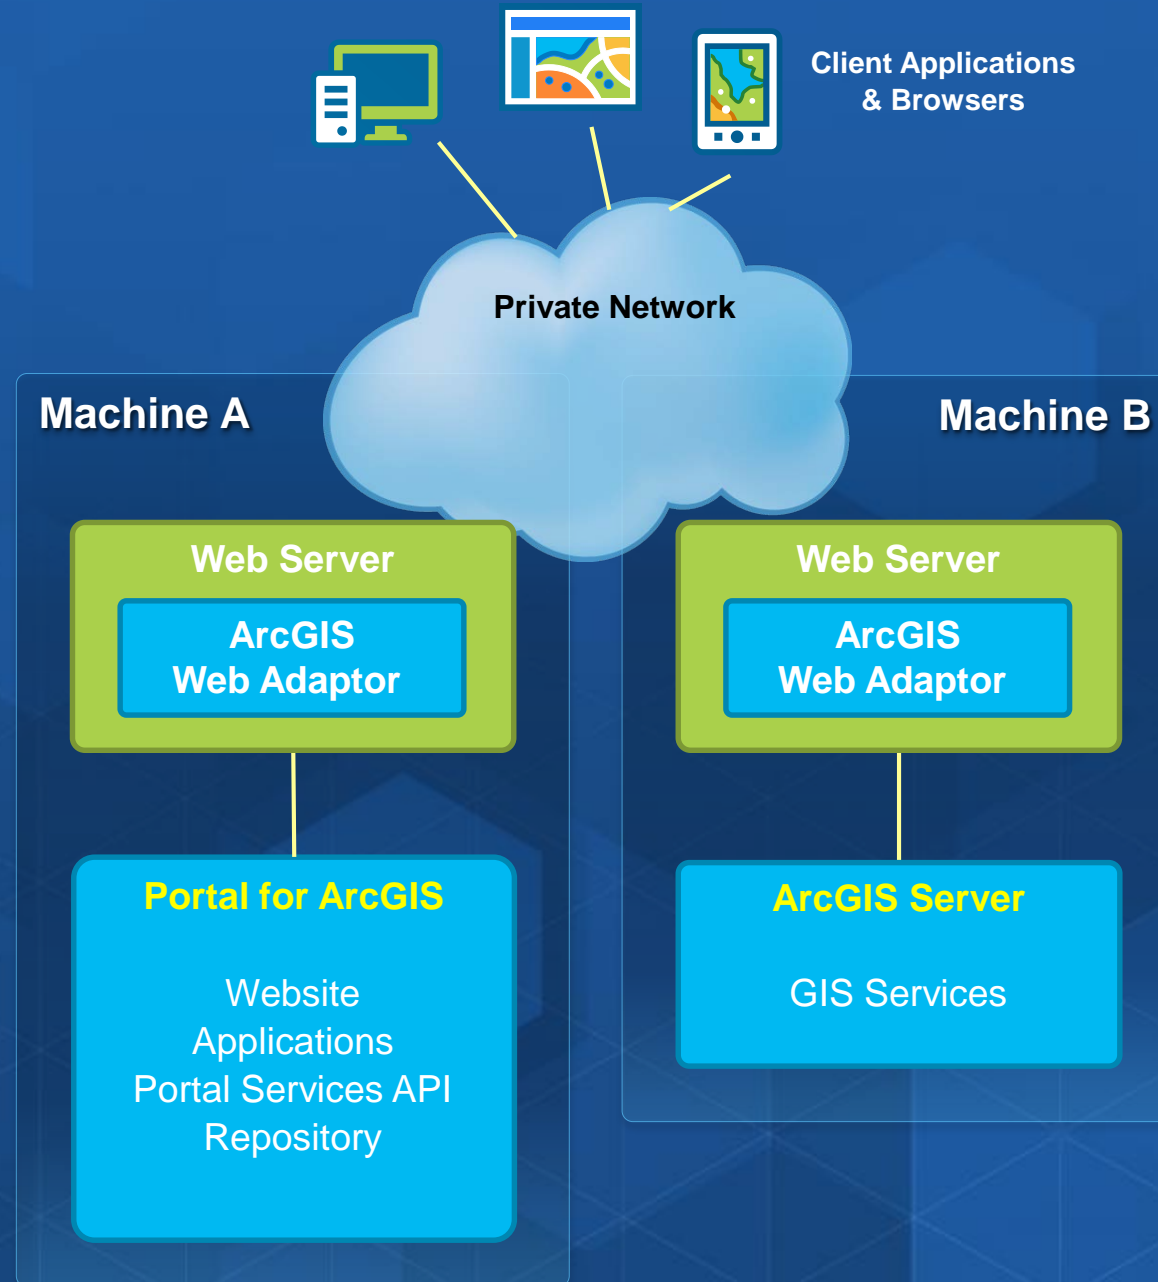 Client Applications
& Browsers
Private Network
Machine A
Machine B
Web Server
ArcGIS
Web Adaptor
Web Server
ArcGIS
Web Adaptor
Portal for ArcGIS
Website
Applications
Portal Services API
Repository
ArcGIS Server
GIS Services